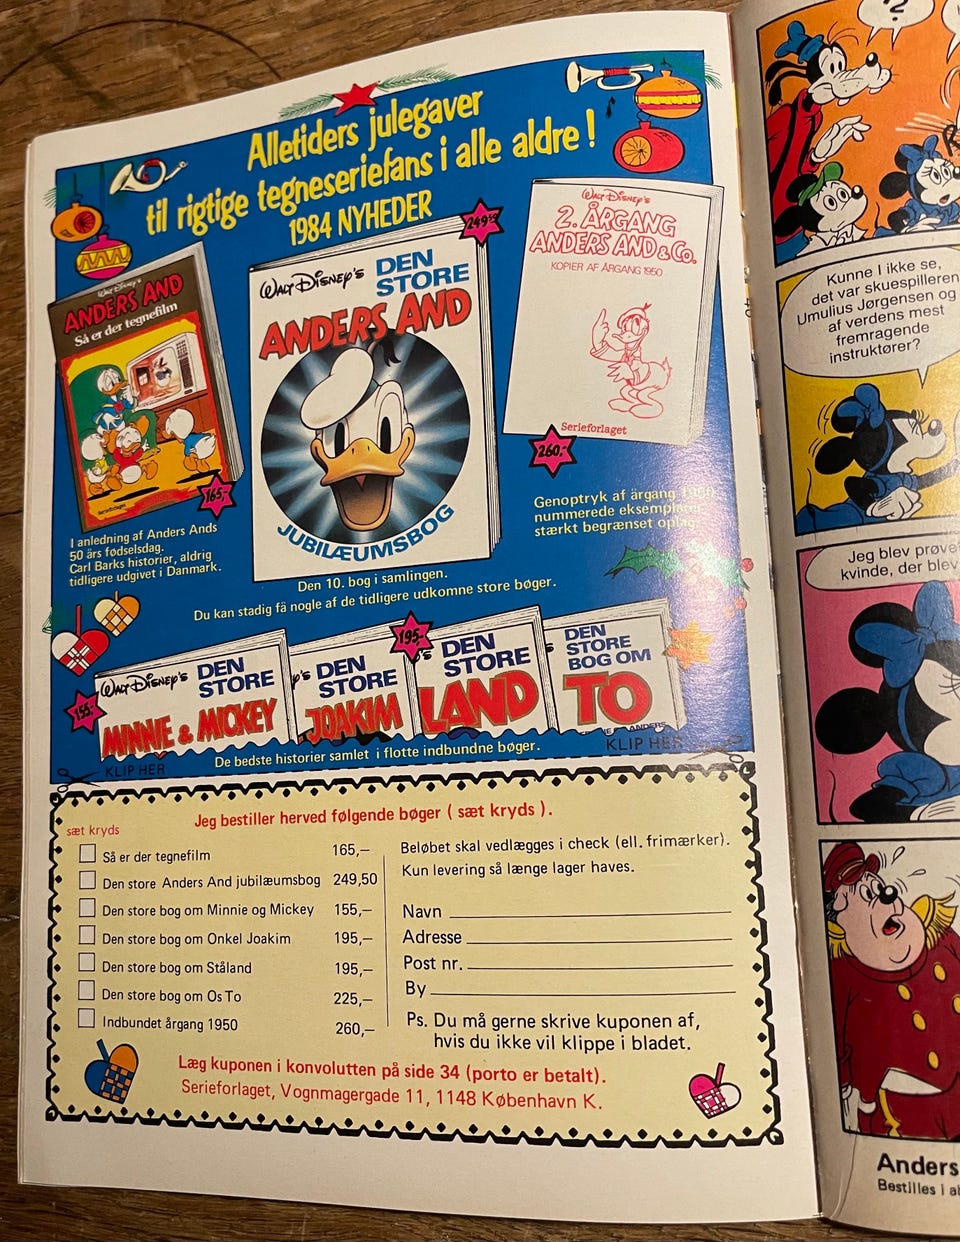 Alletiders julegaver
til rigtige tegneseriefans i alle aldre!
1984 NYHEDER
WALT DISNEY'S
ANDERS AND
Så er der tegnefilm
serieforlaget
165,-
I anledning af Anders Ands
50 års fødselsdag.
Carl Barks historier, aldrig
tidligere udgivet i Danmark.
249⁵⁰
WALT DISNEY'S DEN
STORE
ANDERS AND
JUBILÆUMSBOG
Den 10. bog i samlingen.
Du kan stadig få nogle af de tidligere udkomne store bøger.
WALT DISNEY'S
2. ÅRGANG
ANDERS AND & Co.
KOPIER AF ÅRGANG 1950
Serieforlaget
260,-
Genoptryk af årgang
nummerede eksemplarer
stærkt begrænset oplag.
155,-
WALT DISNEY'S DEN
STORE
MINNIE & MICKEY
'S DEN
STORE
JOAKIM
195,-
'S DEN
STORE
LAND
DEN
STORE
BOG OM
TO
De bedste historier samlet i flotte indbundne bøger.
KLIP HER
KLIP HER
Jeg bestiller herved følgende bøger ( sæt kryds ).
sæt kryds
Så er der tegnefilm 165,—
Den store Anders And jubilæumsbog 249,50
Den store bog om Minnie og Mickey 155,—
Den store bog om Onkel Joakim 195,—
Den store bog om Ståland 195,—
Den store bog om Os To 225,—
Indbundet årgang 1950 260,—
Beløbet skal vedlægges i check (ell. frimærker).
Kun levering så længe lager haves.
Navn
Adresse
Post nr.
By
Ps. Du må gerne skrive kuponen af,
hvis du ikke vil klippe i bladet.
Læg kuponen i konvolutten på side 34 (porto er betalt).
Serieforlaget, Vognmagergade 11, 1148 København K.
?
Kunne I ikke se,
det var skuespilleren
Umulius Jørgensen og
af verdens mest
fremragende
instruktører?
Jeg blev prøve
kvinde, der blev
Anders
Bestilles i